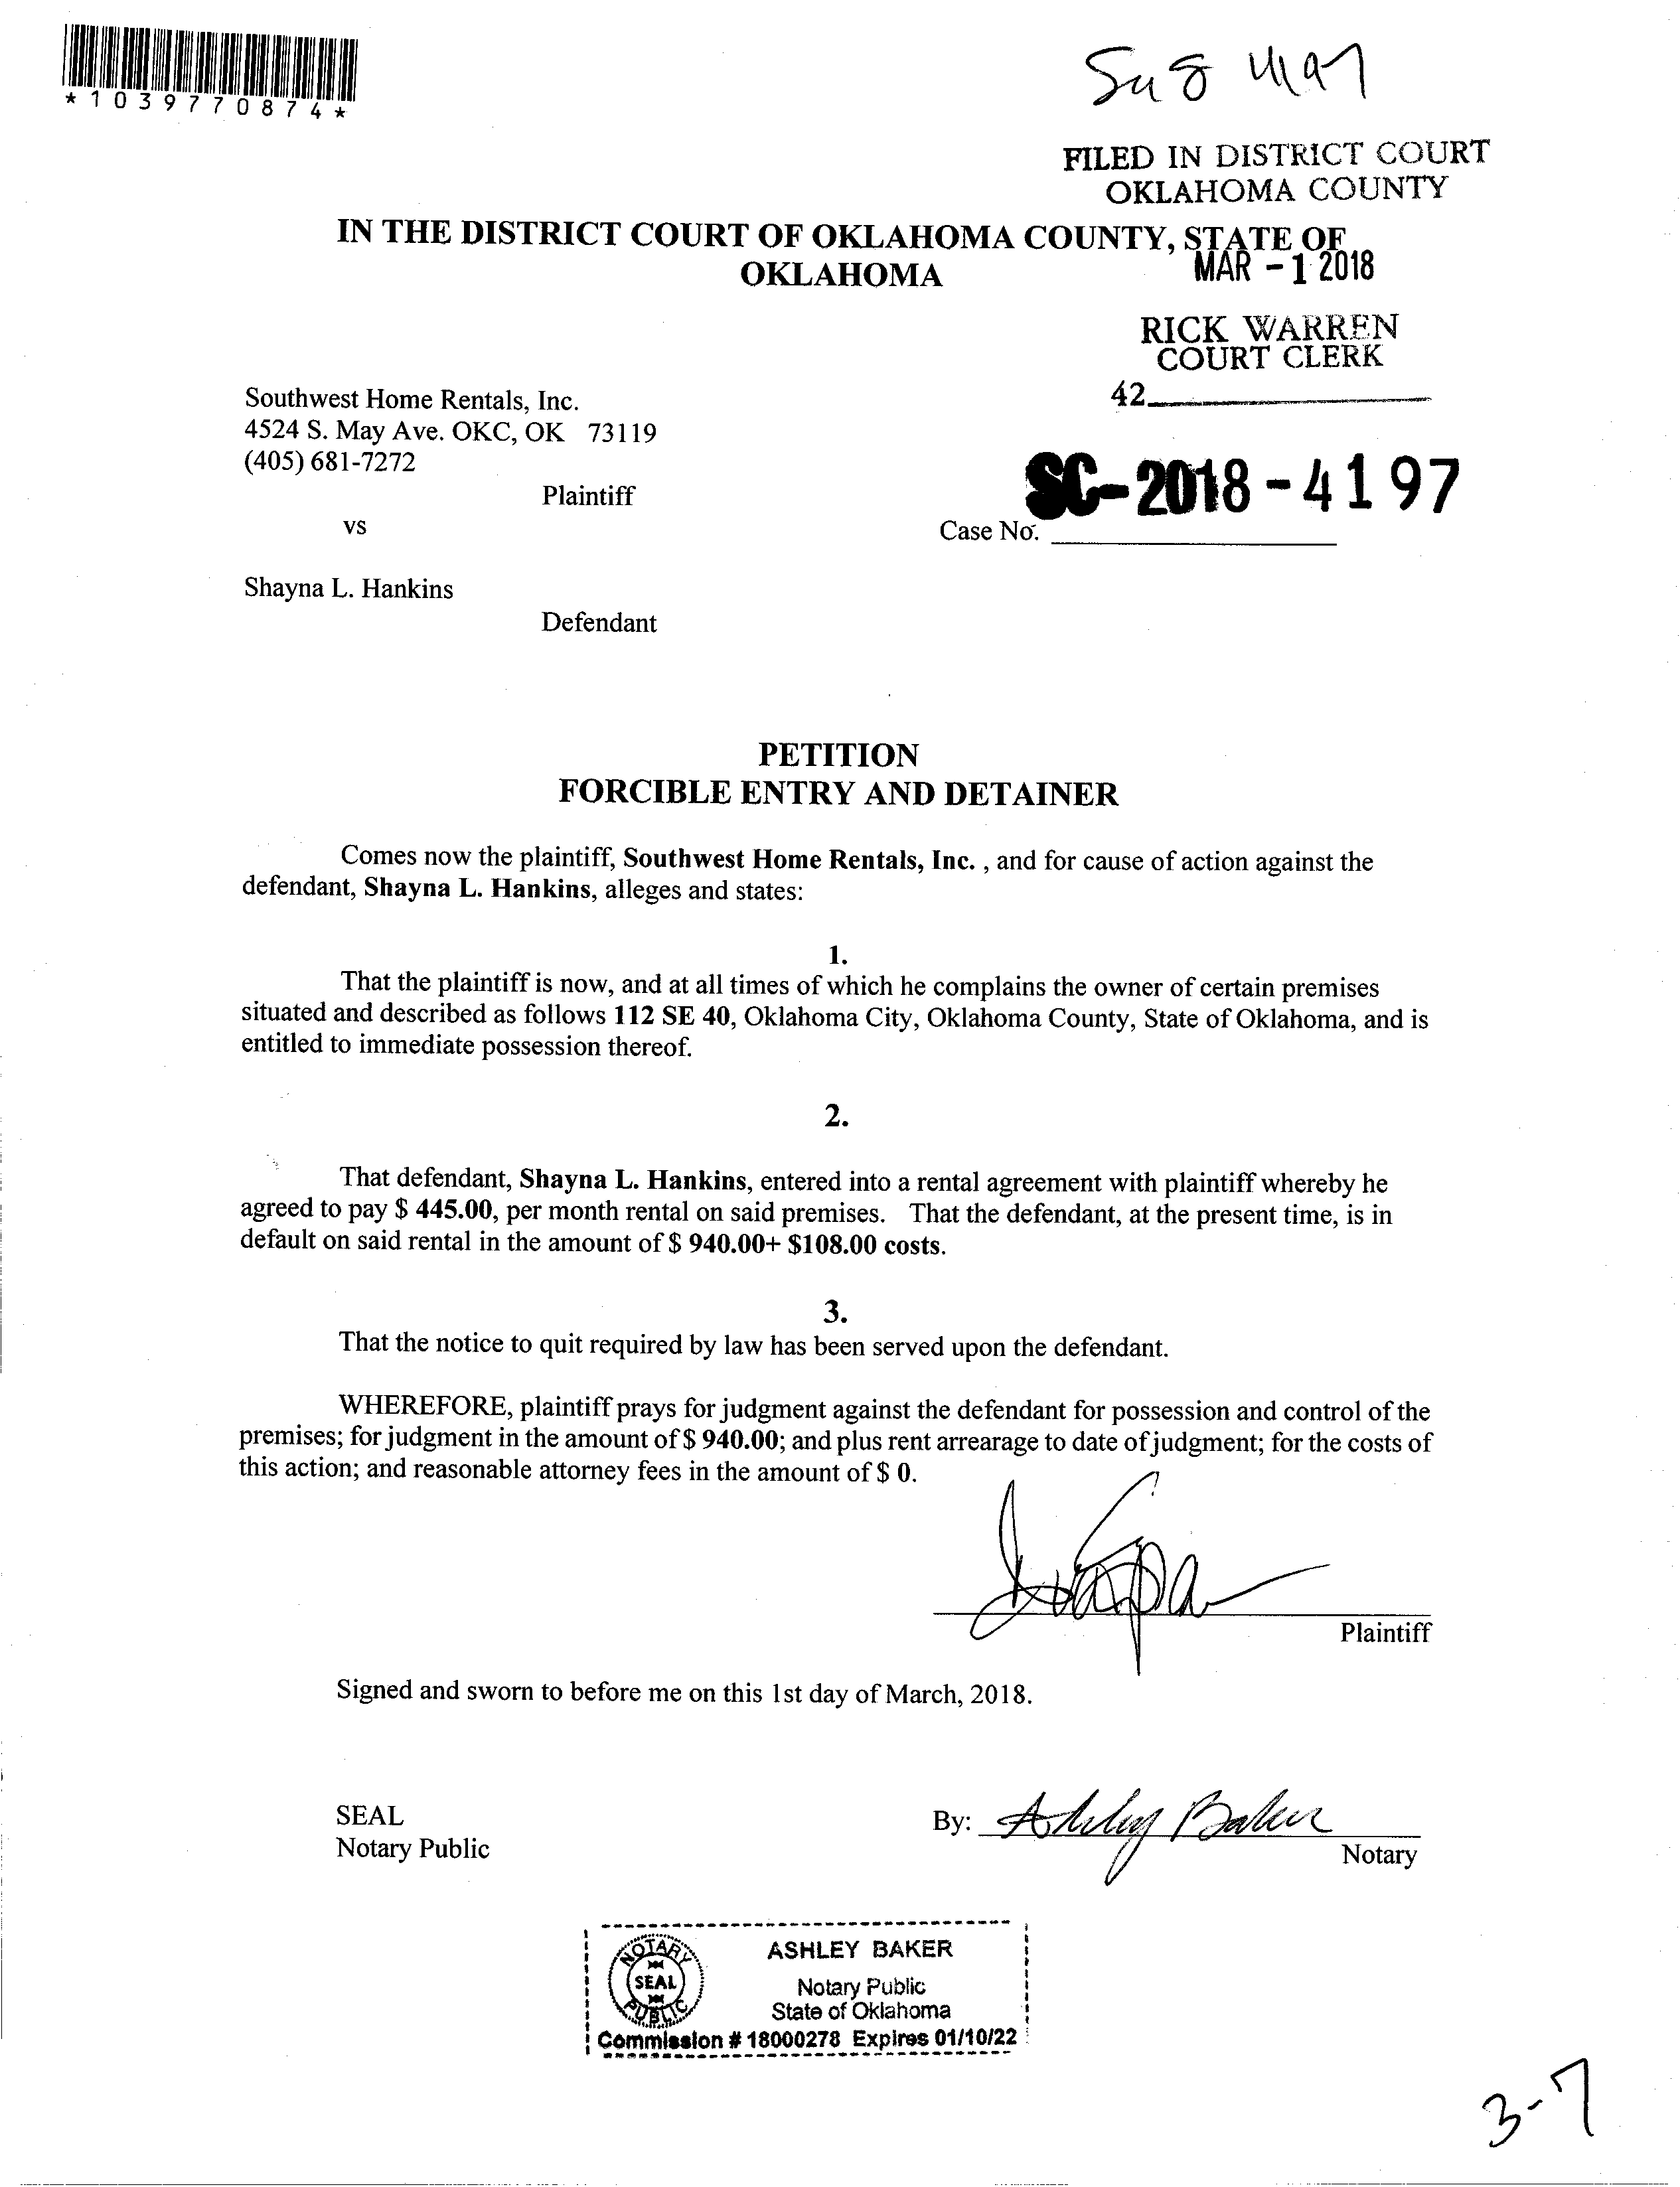 *1039770874*
FILED IN DISTRICT COURT
OKLAHOMA COUNTY
IN THE DISTRICT COURT OF OKLAHOMA COUNTY, STATE OF
OKLAHOMA
MAR - 1 2018
RICK WARREN
COURT CLERK
42
Southwest Home Rentals, Inc.
4524 S. May Ave. OKC, OK 73119
(405) 681-7272
Plaintiff
SC-2018-4197
vs
Case No.
Shayna L. Hankins
Defendant
PETITION
FORCIBLE ENTRY AND DETAINER
Comes now the plaintiff, Southwest Home Rentals, Inc. , and for cause of action against the
defendant, Shayna L. Hankins, alleges and states:
1.
That the plaintiff is now, and at all times of which he complains the owner of certain premises
situated and described as follows 112 SE 40, Oklahoma City, Oklahoma County, State of Oklahoma, and is
entitled to immediate possession thereof.
2.
That defendant, Shayna L. Hankins, entered into a rental agreement with plaintiff whereby he
agreed to pay $ 445.00, per month rental on said premises. That the defendant, at the present time, is in
default on said rental in the amount of $ 940.00+ $108.00 costs.
3.
That the notice to quit required by law has been served upon the defendant.
WHEREFORE, plaintiff prays for judgment against the defendant for possession and control of the
premises; for judgment in the amount of $ 940.00; and plus rent arrearage to date of judgment; for the costs of
this action; and reasonable attorney fees in the amount of $ 0.
Plaintiff
Signed and sworn to before me on this 1st day of March, 2018.
SEAL
Notary Public
By: Ashley Baker
Notary
NOTARY
SEAL
PUBLIC
ASHLEY BAKER
Notary Public
State of Oklahoma
Commission # 18000278 Expires 01/10/22
3-7